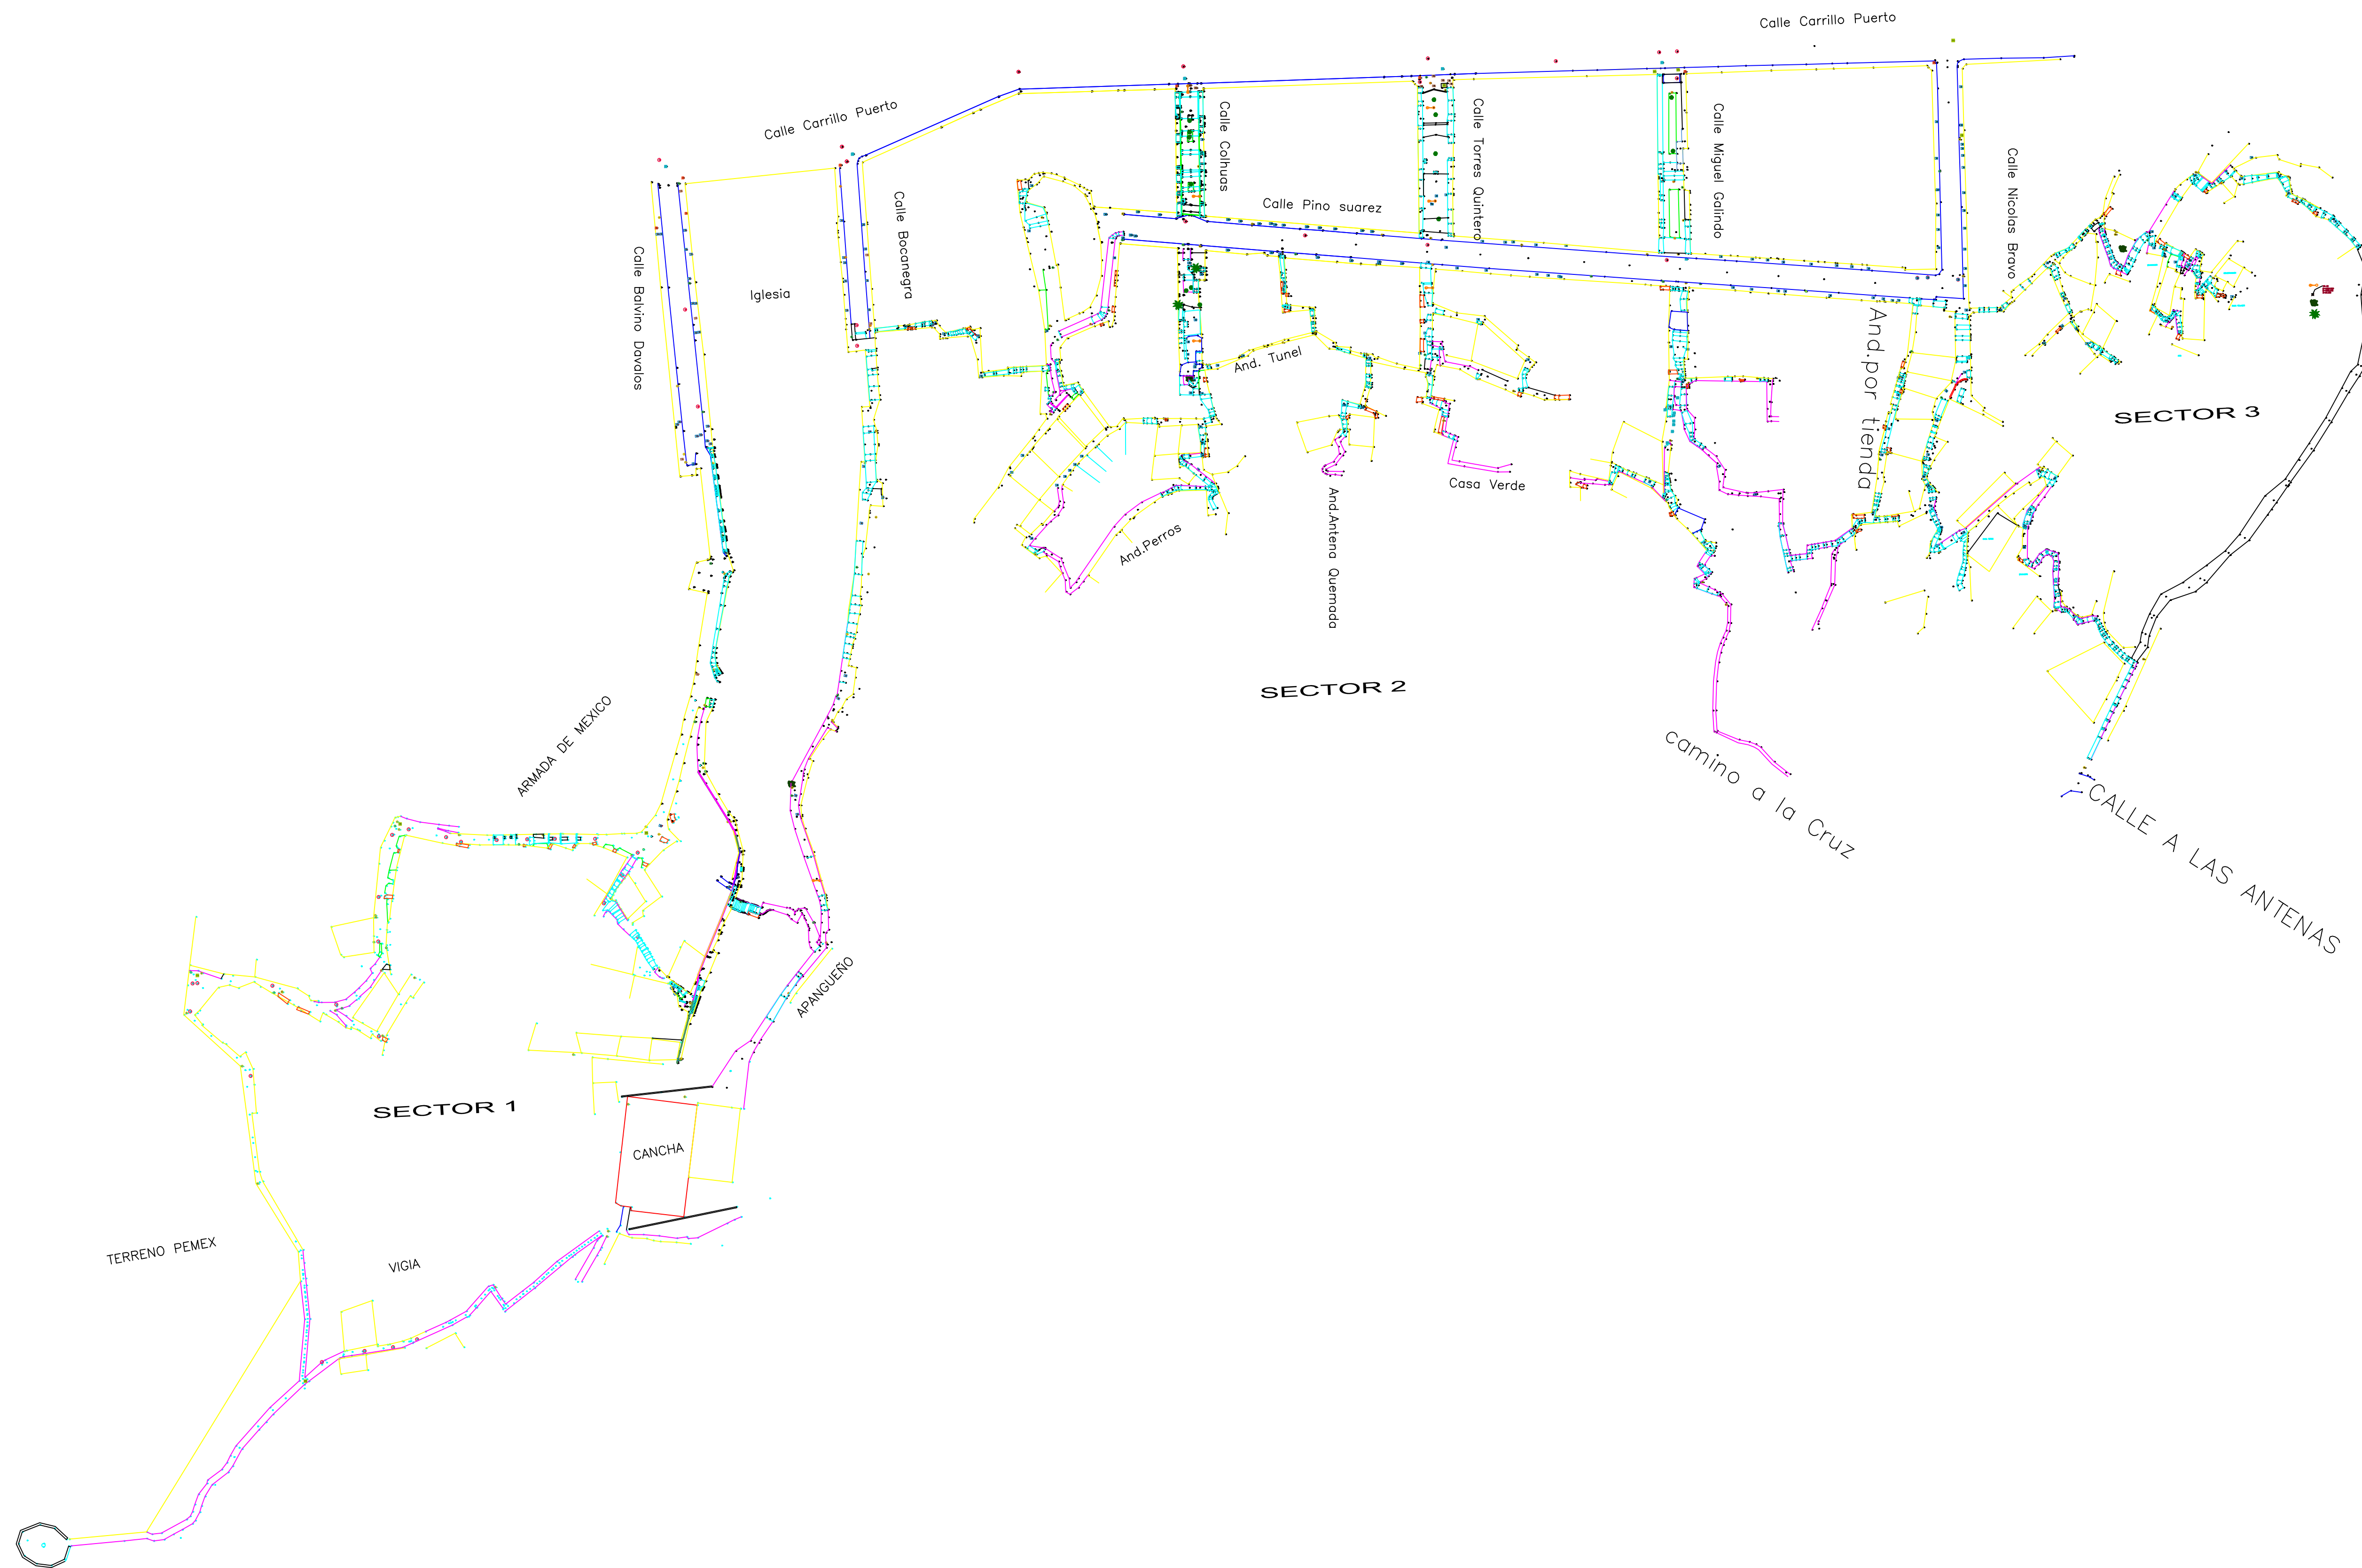 Calle Carrillo Puerto
Calle Carrillo Puerto
Calle Colhuas
Calle Torres Quintero
Calle Miguel Galindo
Calle Nicolas Bravo
Calle Pino suarez
Calle Bocanegra
Calle Balvino Davalos
Iglesia
And. Tunel
And.por tienda
SECTOR 3
Casa Verde
And.Antena Quemada
And.Perros
SECTOR 2
ARMADA DE MEXICO
camino a la Cruz
CALLE A LAS ANTENAS
APANGUEÑO
SECTOR 1
CANCHA
TERRENO PEMEX
VIGIA